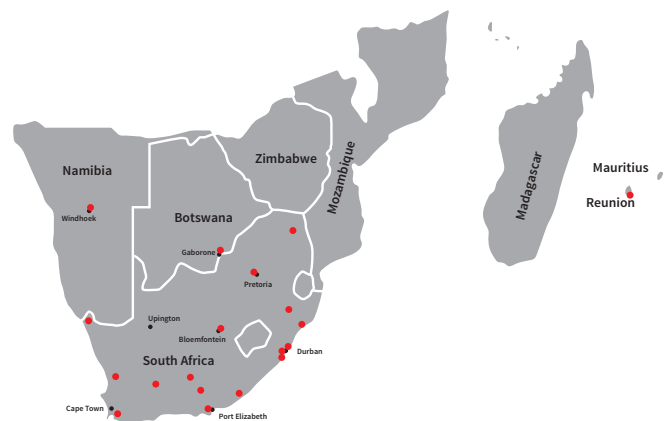 Zimbabwe
Mozambique
Madagascar
Mauritius
Namibia
Reunion
Botswana
Windhoek
Gaborone
Pretoria
Upington
Bloemfontein
Durban
South Africa
Cape Town
Port Elizabeth